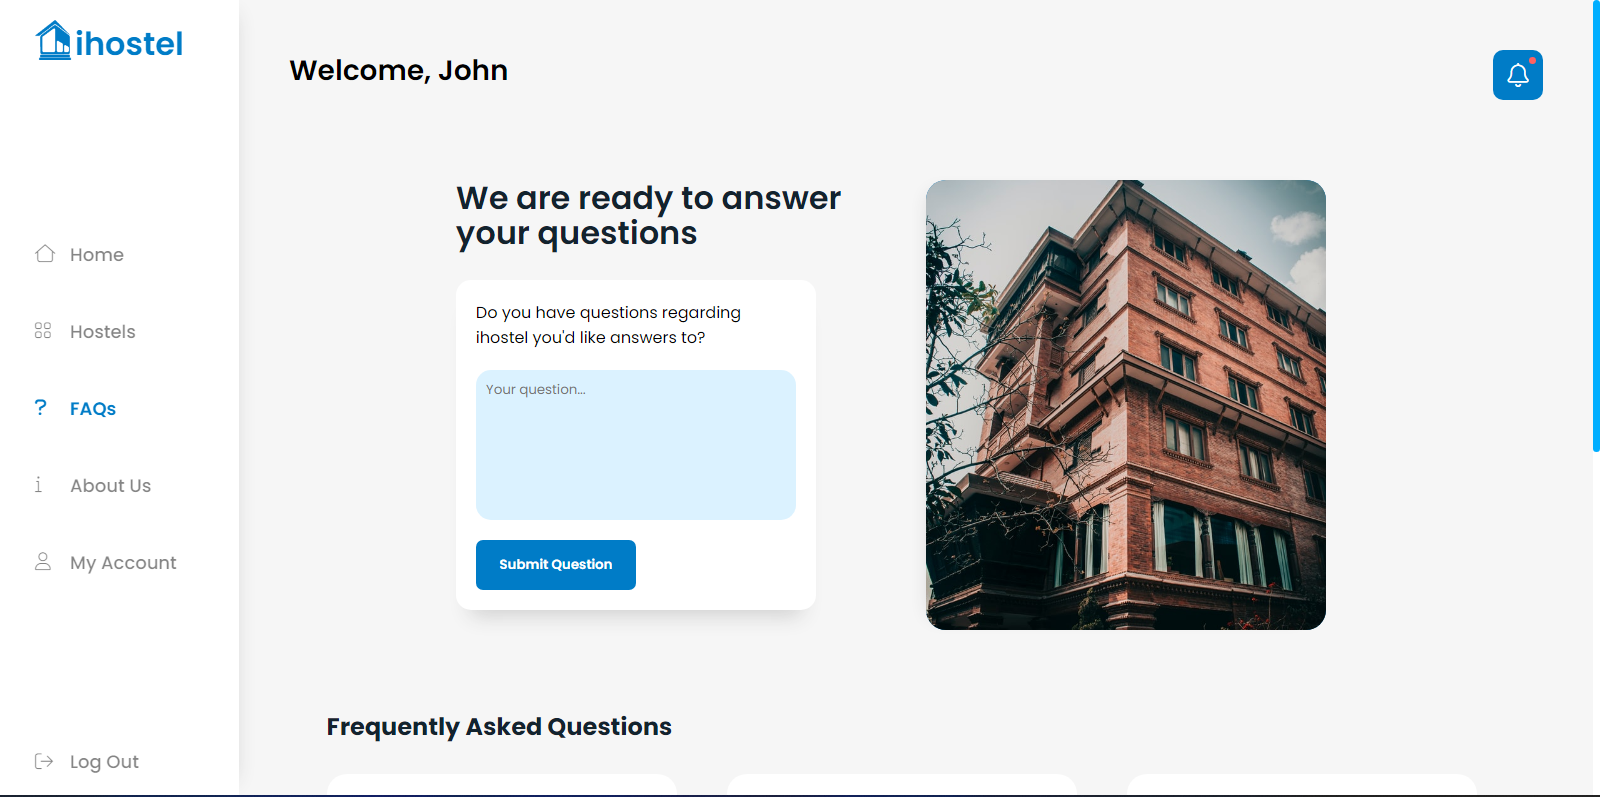 ihostel
Welcome, John
Home
Hostels
FAQs
About Us
My Account
Log Out
We are ready to answer
your questions
Do you have questions regarding
ihostel you'd like answers to?
Your question...
Submit Question
Frequently Asked Questions